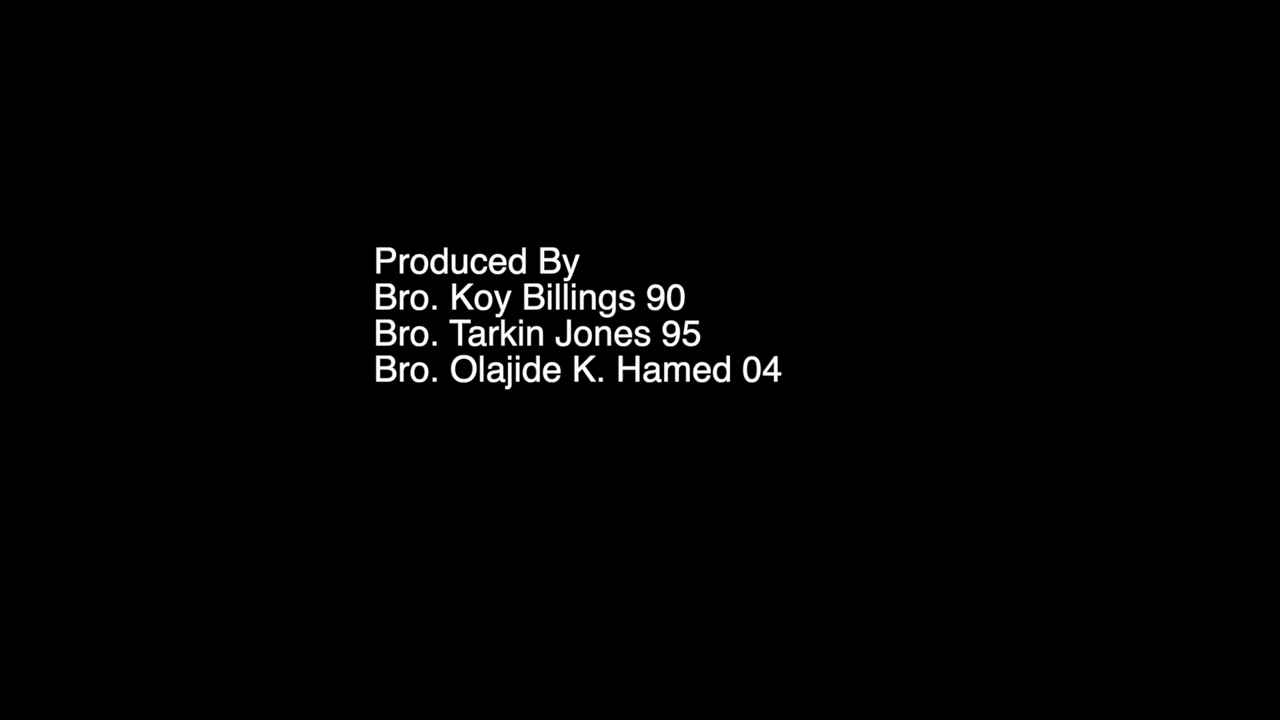 Produced By
Bro. Koy Billings 90
Bro. Tarkin Jones 95
Bro. Olajide K. Hamed 04